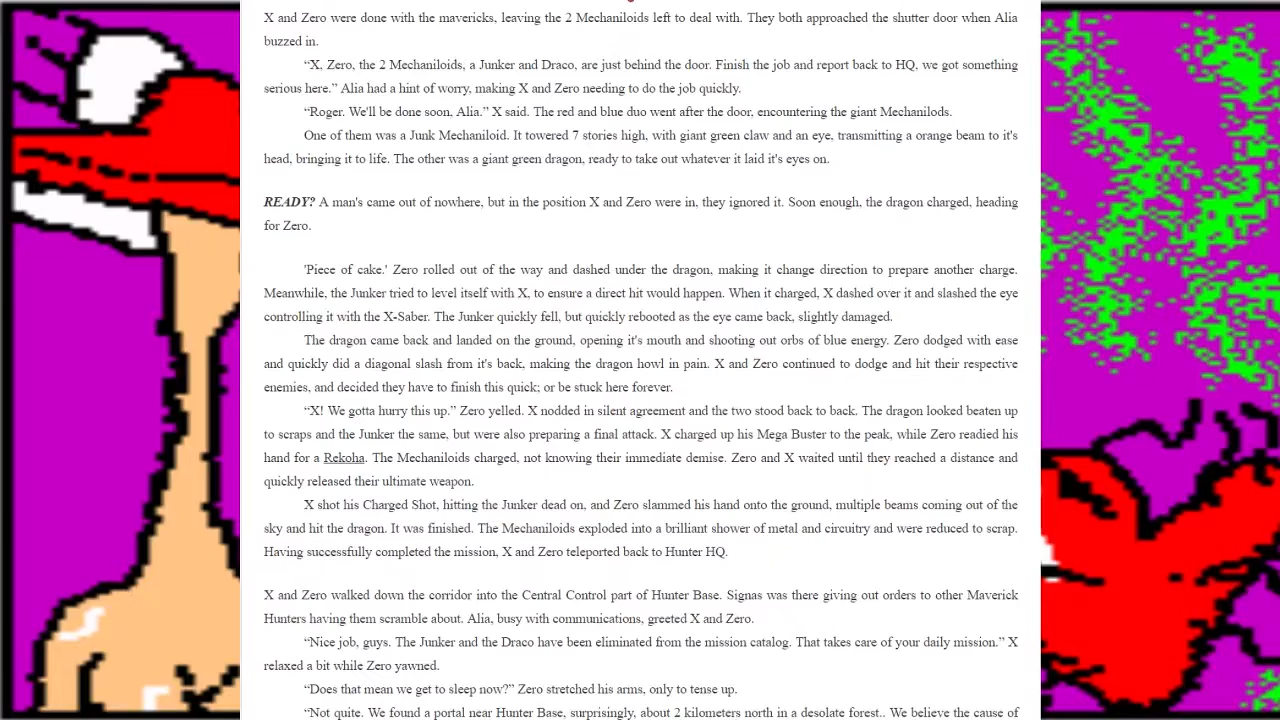 X and Zero were done with the mavericks, leaving the 2 Mechaniloids left to deal with. They both approached the shutter door when Alia
buzzed in.
“X, Zero, the 2 Mechaniloids, a Junker and Draco, are just behind the door. Finish the job and report back to HQ, we got something
serious here.” Alia had a hint of worry, making X and Zero needing to do the job quickly.
“Roger. We'll be done soon, Alia.” X said. The red and blue duo went after the door, encountering the giant Mechanilods.
One of them was a Junk Mechaniloid. It towered 7 stories high, with giant green claw and an eye, transmitting a orange beam to it's
head, bringing it to life. The other was a giant green dragon, ready to take out whatever it laid it's eyes on.
READY? A man's came out of nowhere, but in the position X and Zero were in, they ignored it. Soon enough, the dragon charged, heading
for Zero.
'Piece of cake.' Zero rolled out of the way and dashed under the dragon, making it change direction to prepare another charge.
Meanwhile, the Junker tried to level itself with X, to ensure a direct hit would happen. When it charged, X dashed over it and slashed the eye
controlling it with the X-Saber. The Junker quickly fell, but quickly rebooted as the eye came back, slightly damaged.
The dragon came back and landed on the ground, opening it's mouth and shooting out orbs of blue energy. Zero dodged with ease
and quickly did a diagonal slash from it's back, making the dragon howl in pain. X and Zero continued to dodge and hit their respective
enemies, and decided they have to finish this quick; or be stuck here forever.
“X! We gotta hurry this up.” Zero yelled. X nodded in silent agreement and the two stood back to back. The dragon looked beaten up
to scraps and the Junker the same, but were also preparing a final attack. X charged up his Mega Buster to the peak, while Zero readied his
hand for a Rekoha. The Mechaniloids charged, not knowing their immediate demise. Zero and X waited until they reached a distance and
quickly released their ultimate weapon.
X shot his Charged Shot, hitting the Junker dead on, and Zero slammed his hand onto the ground, multiple beams coming out of the
sky and hit the dragon. It was finished. The Mechaniloids exploded into a brilliant shower of metal and circuitry and were reduced to scrap.
Having successfully completed the mission, X and Zero teleported back to Hunter HQ.
X and Zero walked down the corridor into the Central Control part of Hunter Base. Signas was there giving out orders to other Maverick
Hunters having them scramble about. Alia, busy with communications, greeted X and Zero.
“Nice job, guys. The Junker and the Draco have been eliminated from the mission catalog. That takes care of your daily mission.” X
relaxed a bit while Zero yawned.
“Does that mean we get to sleep now?” Zero stretched his arms, only to tense up.
“Not quite. We found a portal near Hunter Base, surprisingly, about 2 kilometers north in a desolate forest.. We believe the cause of